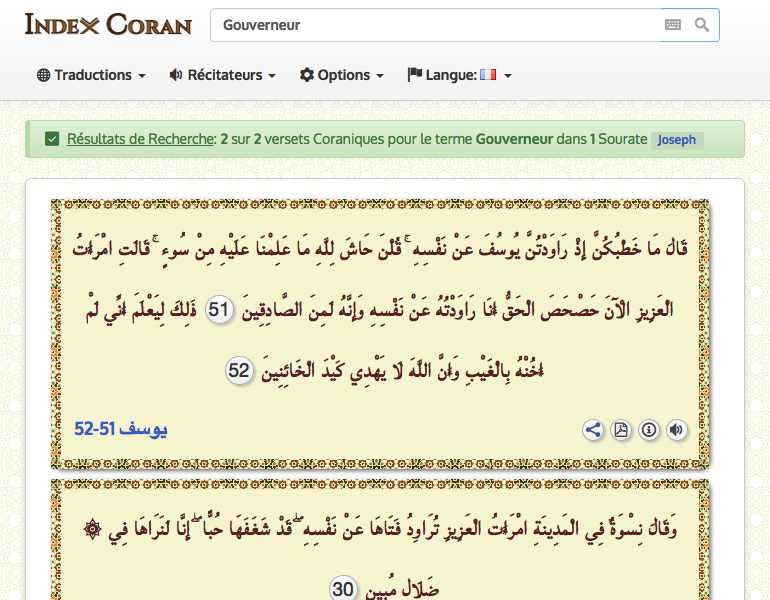 INDEX CORAN
Gouverneur
Traductions Récitateurs Options Langue:
Résultats de Recherche: 2 sur 2 versets Coraniques pour le terme Gouverneur dans 1 Sourate Joseph
قَالَ مَا خَطْبُكُنَّ إِذْ رَاوَدْتُنَّ يُوسُفَ عَنْ نَفْسِهِ ۚ قُلْنَ حَاشَ لِلَّهِ مَا عَلِمْنَا عَلَيْهِ مِنْ سُوءٍ ۚ قَالَتِ امْرَأَتُ
الْعَزِيزِ الْآنَ حَصْحَصَ الْحَقُّ أَنَا رَاوَدْتُهُ عَنْ نَفْسِهِ وَإِنَّهُ لَمِنَ الصَّادِقِينَ 51 ذَٰلِكَ لِيَعْلَمَ أَنِّي لَمْ
أَخُنْهُ بِالْغَيْبِ وَأَنَّ اللَّهَ لَا يَهْدِي كَيْدَ الْخَائِنِينَ 52
يوسف 51-52
وَقَالَ نِسْوَةٌ فِي الْمَدِينَةِ امْرَأَتُ الْعَزِيزِ تُرَاوِدُ فَتَاهَا عَنْ نَفْسِهِ ۖ قَدْ شَغَفَهَا حُبًّا ۖ إِنَّا لَنَرَاهَا فِي ۞
ضَلَالٍ مُبِينٍ 30